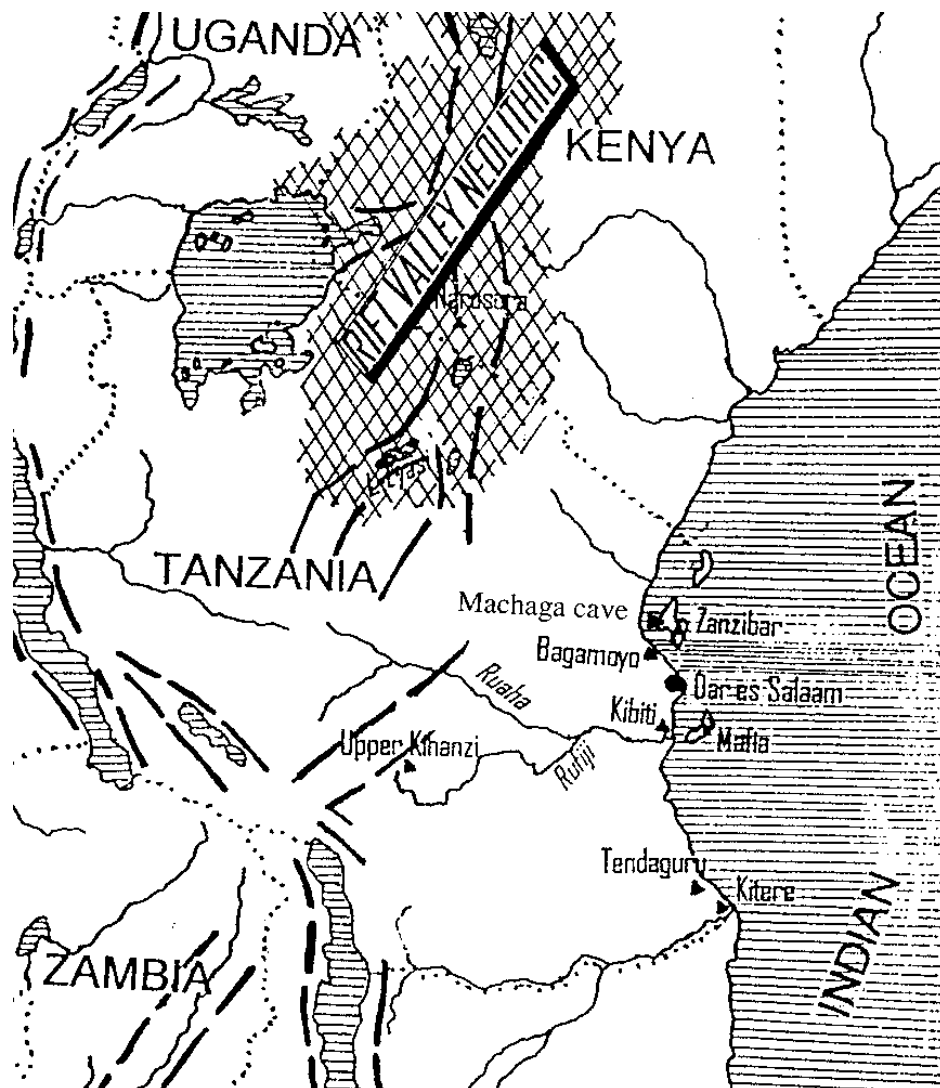 UGANDA
KENYA
RIFT VALLEY NEOLITHIC
Narosura
TANZANIA
OCEAN
Machaga cave
Zanzibar
Bagamoyo
Dar es Salaam
Ruaha
Kibiti
Mafia
Upper Kihanzi
Rufiji
Tendaguru
Kitere
INDIAN
ZAMBIA